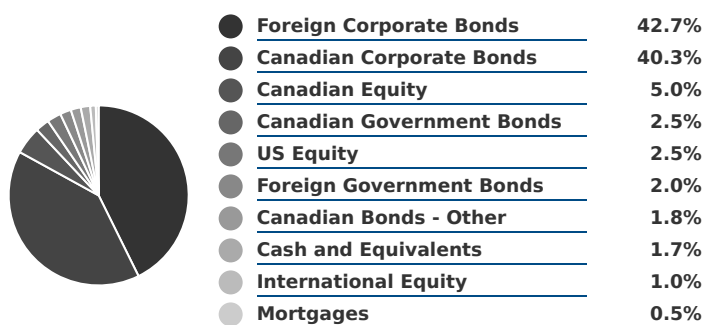 Foreign Corporate Bonds 42.7%
Canadian Corporate Bonds 40.3%
Canadian Equity 5.0%
Canadian Government Bonds 2.5%
US Equity 2.5%
Foreign Government Bonds 2.0%
Canadian Bonds - Other 1.8%
Cash and Equivalents 1.7%
International Equity 1.0%
Mortgages 0.5%